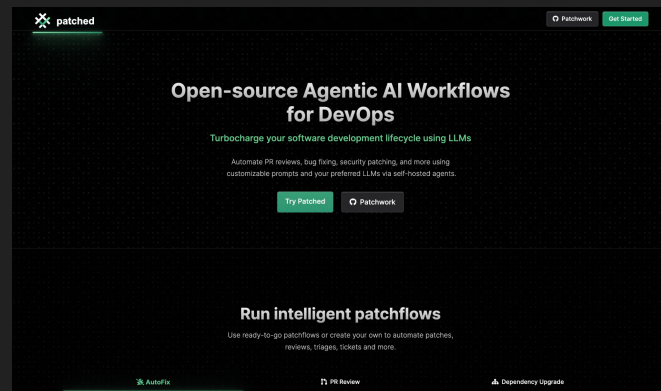 patched
Patchwork
Get Started
Open-source Agentic AI Workflows
for DevOps
Turbocharge your software development lifecycle using LLMs
Automate PR reviews, bug fixing, security patching, and more using
customizable prompts and your preferred LLMs via self-hosted agents.
Try Patched
Patchwork
Run intelligent patchflows
Use ready-to-go patchflows or create your own to automate patches,
reviews, triages, tickets and more.
AutoFix
PR Review
Dependency Upgrade